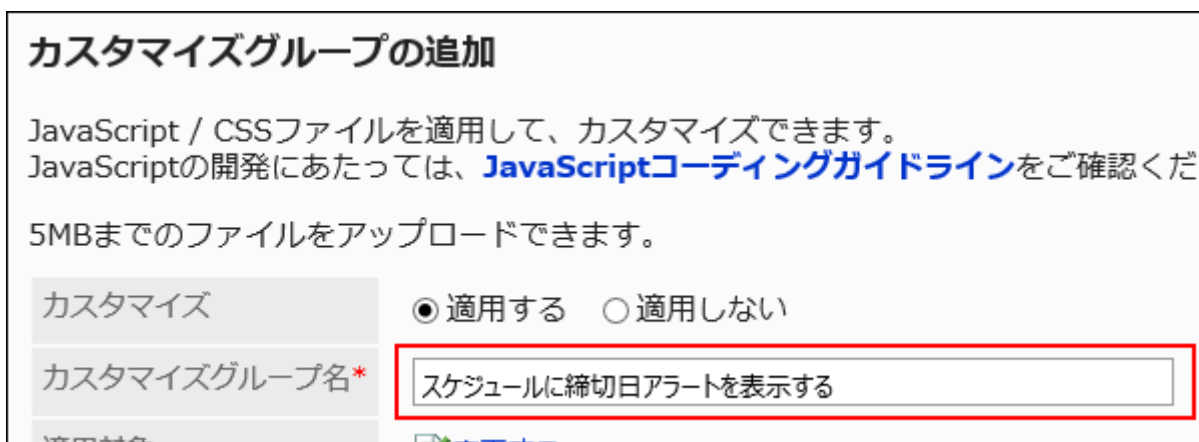 カスタマイズグループの追加
JavaScript / CSSファイルを適用して、カスタマイズできます。
JavaScriptの開発にあたっては、JavaScriptコーディングガイドラインをご確認くだ
5MBまでのファイルをアップロードできます。
カスタマイズ 適用する 適用しない
カスタマイズグループ名* スケジュールに締切日アラートを表示する